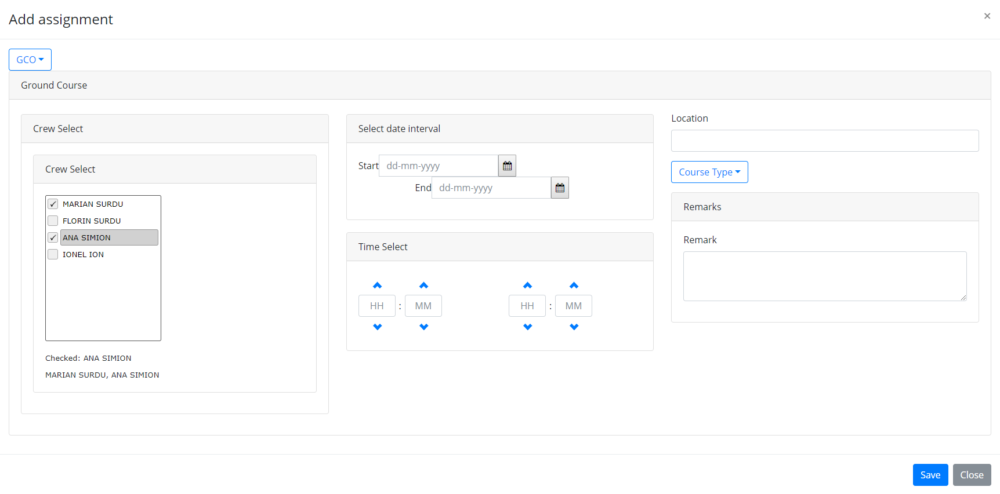 Add assignment
×
GCO
Ground Course
Crew Select
Crew Select
MARIAN SURDU
FLORIN SURDU
ANA SIMION
IONEL ION
Checked: ANA SIMION
MARIAN SURDU, ANA SIMION
Select date interval
Start dd-mm-yyyy
End dd-mm-yyyy
Time Select
HH : MM HH : MM
Location
Course Type
Remarks
Remark
Save Close